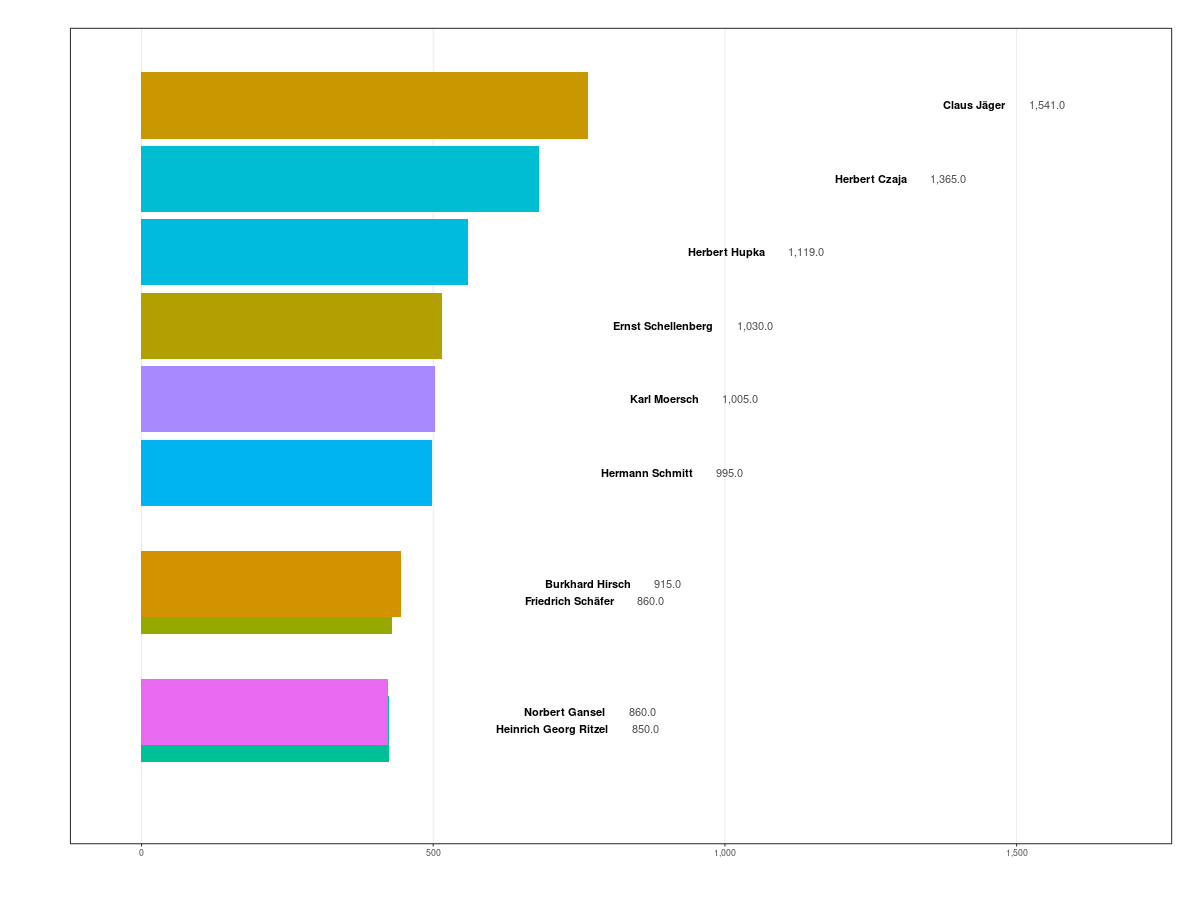 Claus Jäger 1,541.0
Herbert Czaja 1,365.0
Herbert Hupka 1,119.0
Ernst Schellenberg 1,030.0
Karl Moersch 1,005.0
Hermann Schmitt 995.0
Burkhard Hirsch 915.0
Friedrich Schäfer 860.0
Norbert Gansel 860.0
Heinrich Georg Ritzel 850.0
0 500 1,000 1,500